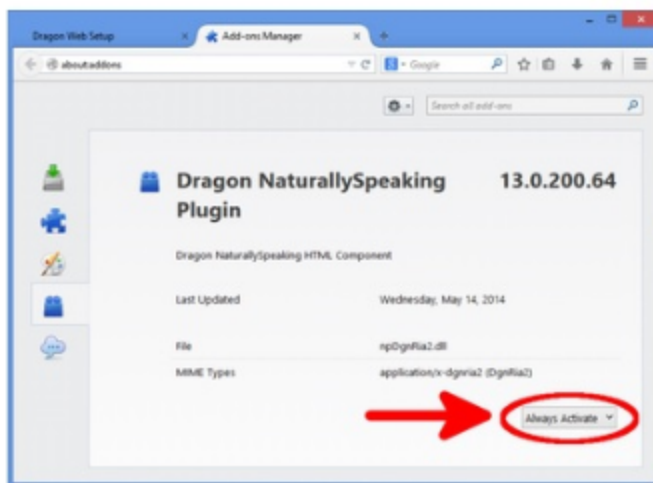 Dragon Web Setup
Add-ons Manager
about:addons
Google
Search all add-ons
Dragon NaturallySpeaking 13.0.200.64
Plugin
Dragon NaturallySpeaking HTML Component
Last Updated Wednesday, May 14, 2014
File npDgnRia2.dll
MIME Types application/x-dgnria2 (DgnRia2)
Always Activate